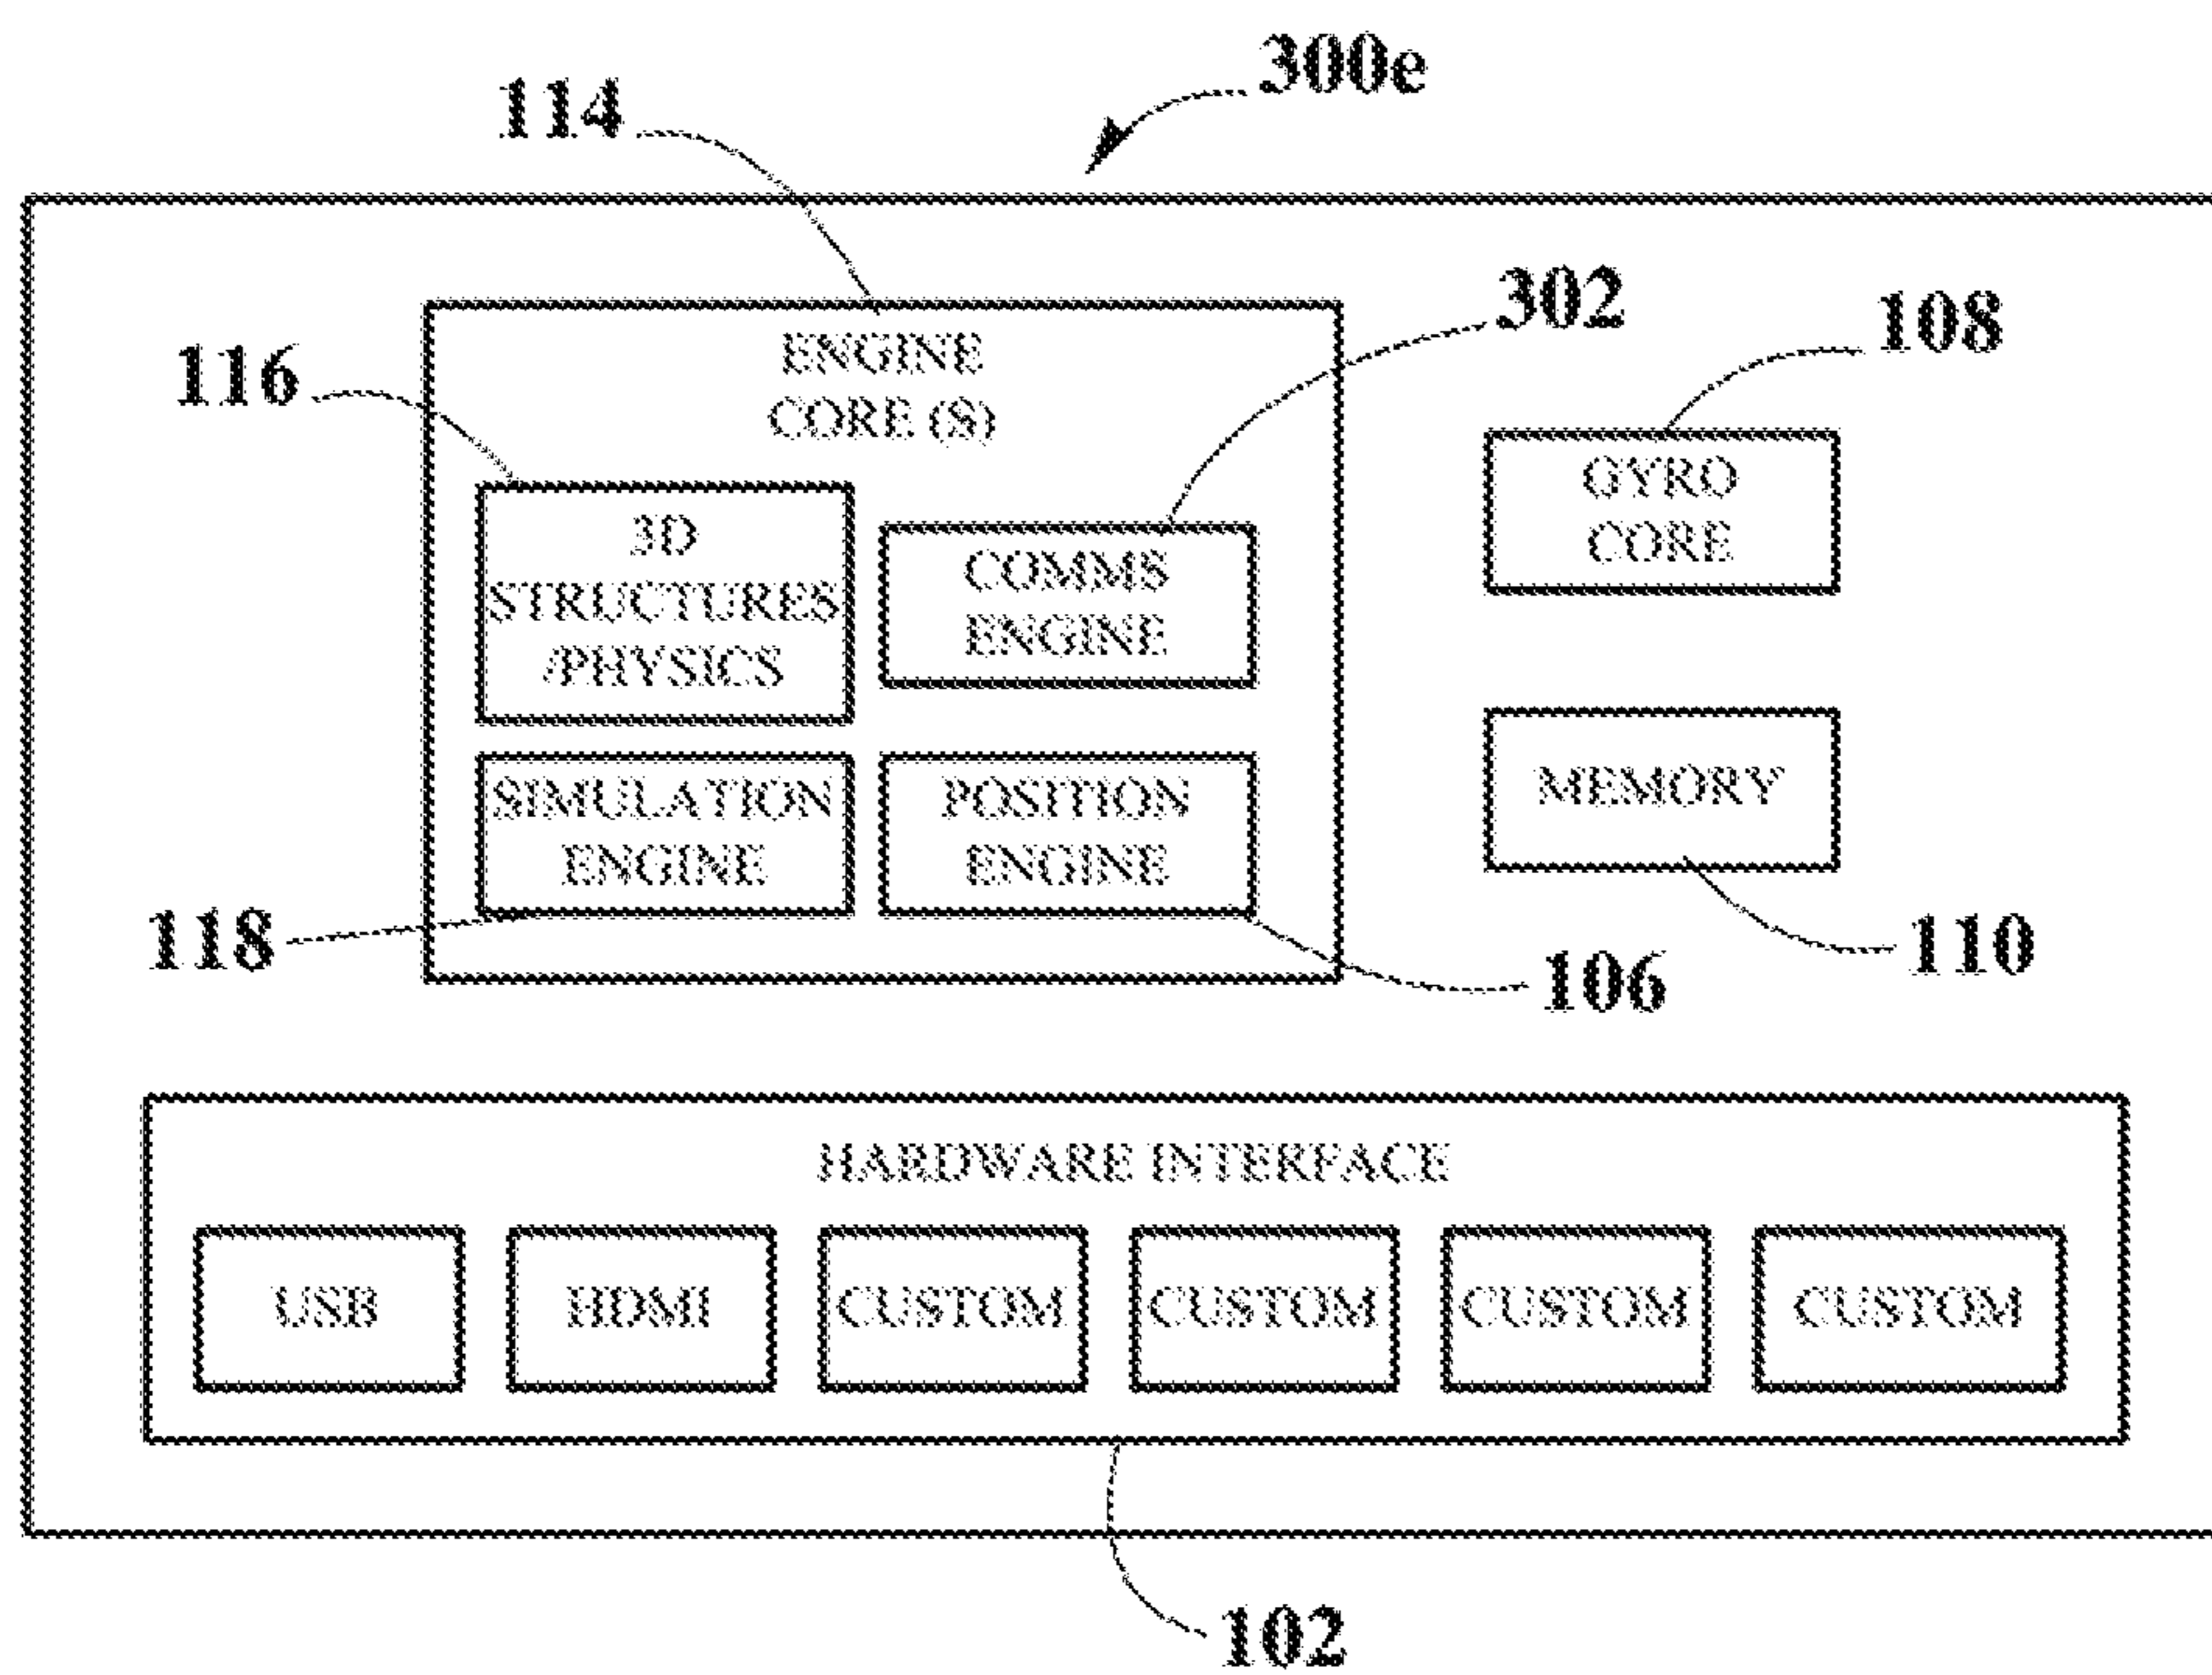 300e
114
302
108
116
ENGINE
CORE (S)
3D
STRUCTURES
/PHYSICS
COMMS
ENGINE
GYRO
CORE
SIMULATION
ENGINE
POSITION
ENGINE
MEMORY
118
106
110
HARDWARE INTERFACE
USB
HDMI
CUSTOM
CUSTOM
CUSTOM
CUSTOM
102